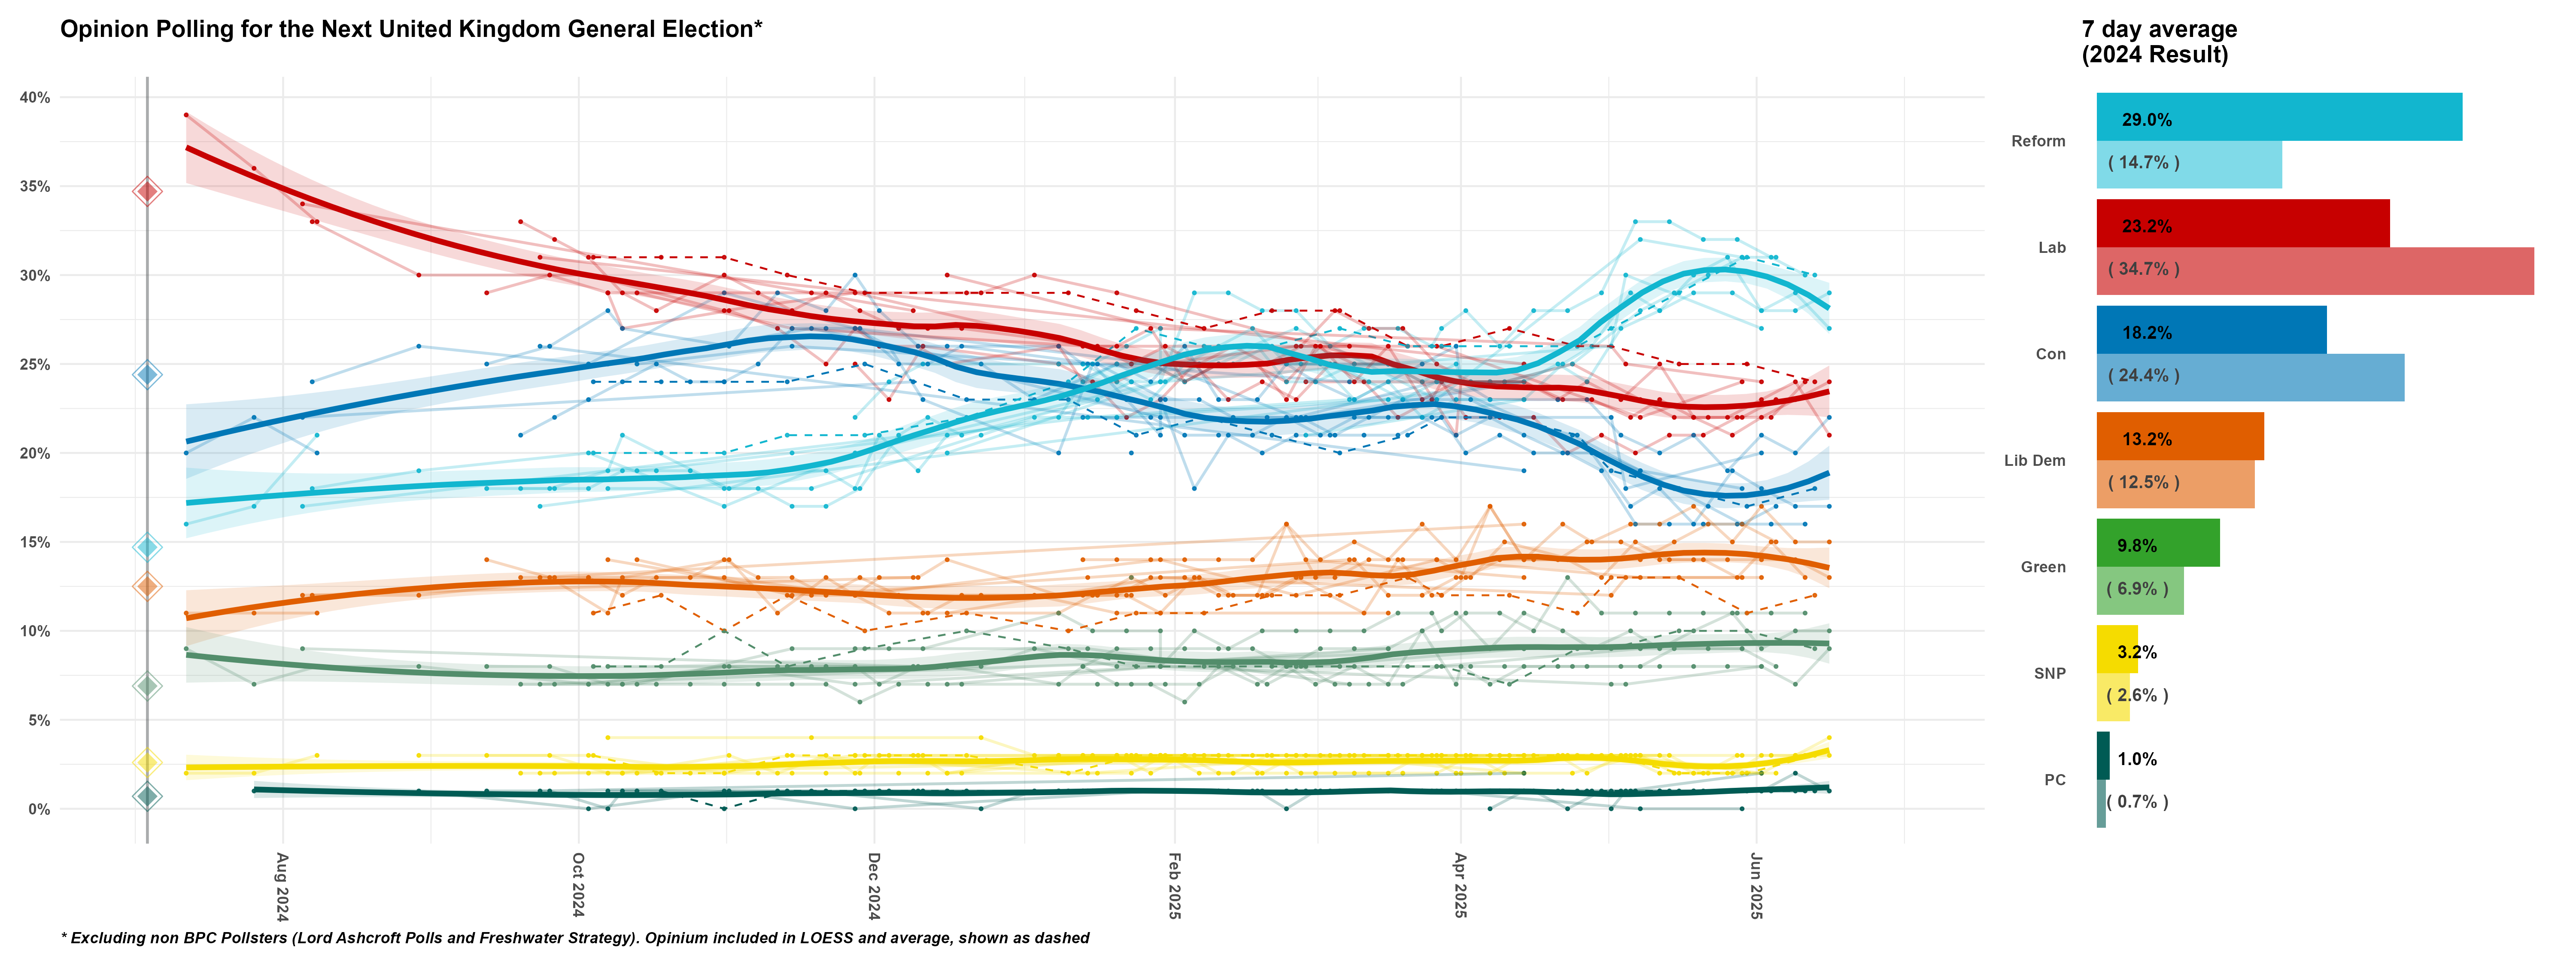 Opinion Polling for the Next United Kingdom General Election*
7 day average
(2024 Result)
40%
35%
30%
25%
20%
15%
10%
5%
0%
Aug 2024
Oct 2024
Dec 2024
Feb 2025
Apr 2025
Jun 2025
Reform
29.0%
( 14.7% )
Lab
23.2%
( 34.7% )
Con
18.2%
( 24.4% )
Lib Dem
13.2%
( 12.5% )
Green
9.8%
( 6.9% )
SNP
3.2%
( 2.6% )
PC
1.0%
( 0.7% )
* Excluding non BPC Pollsters (Lord Ashcroft Polls and Freshwater Strategy). Opinium included in LOESS and average, shown as dashed